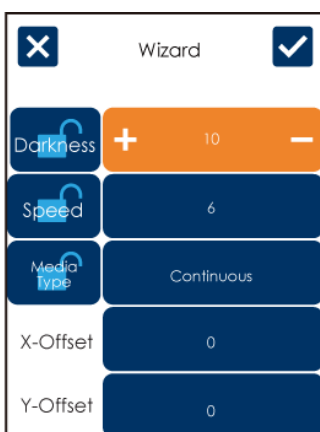 Wizard
Darkness + 10 −
Speed 6
Media
Type Continuous
X-Offset 0
Y-Offset 0